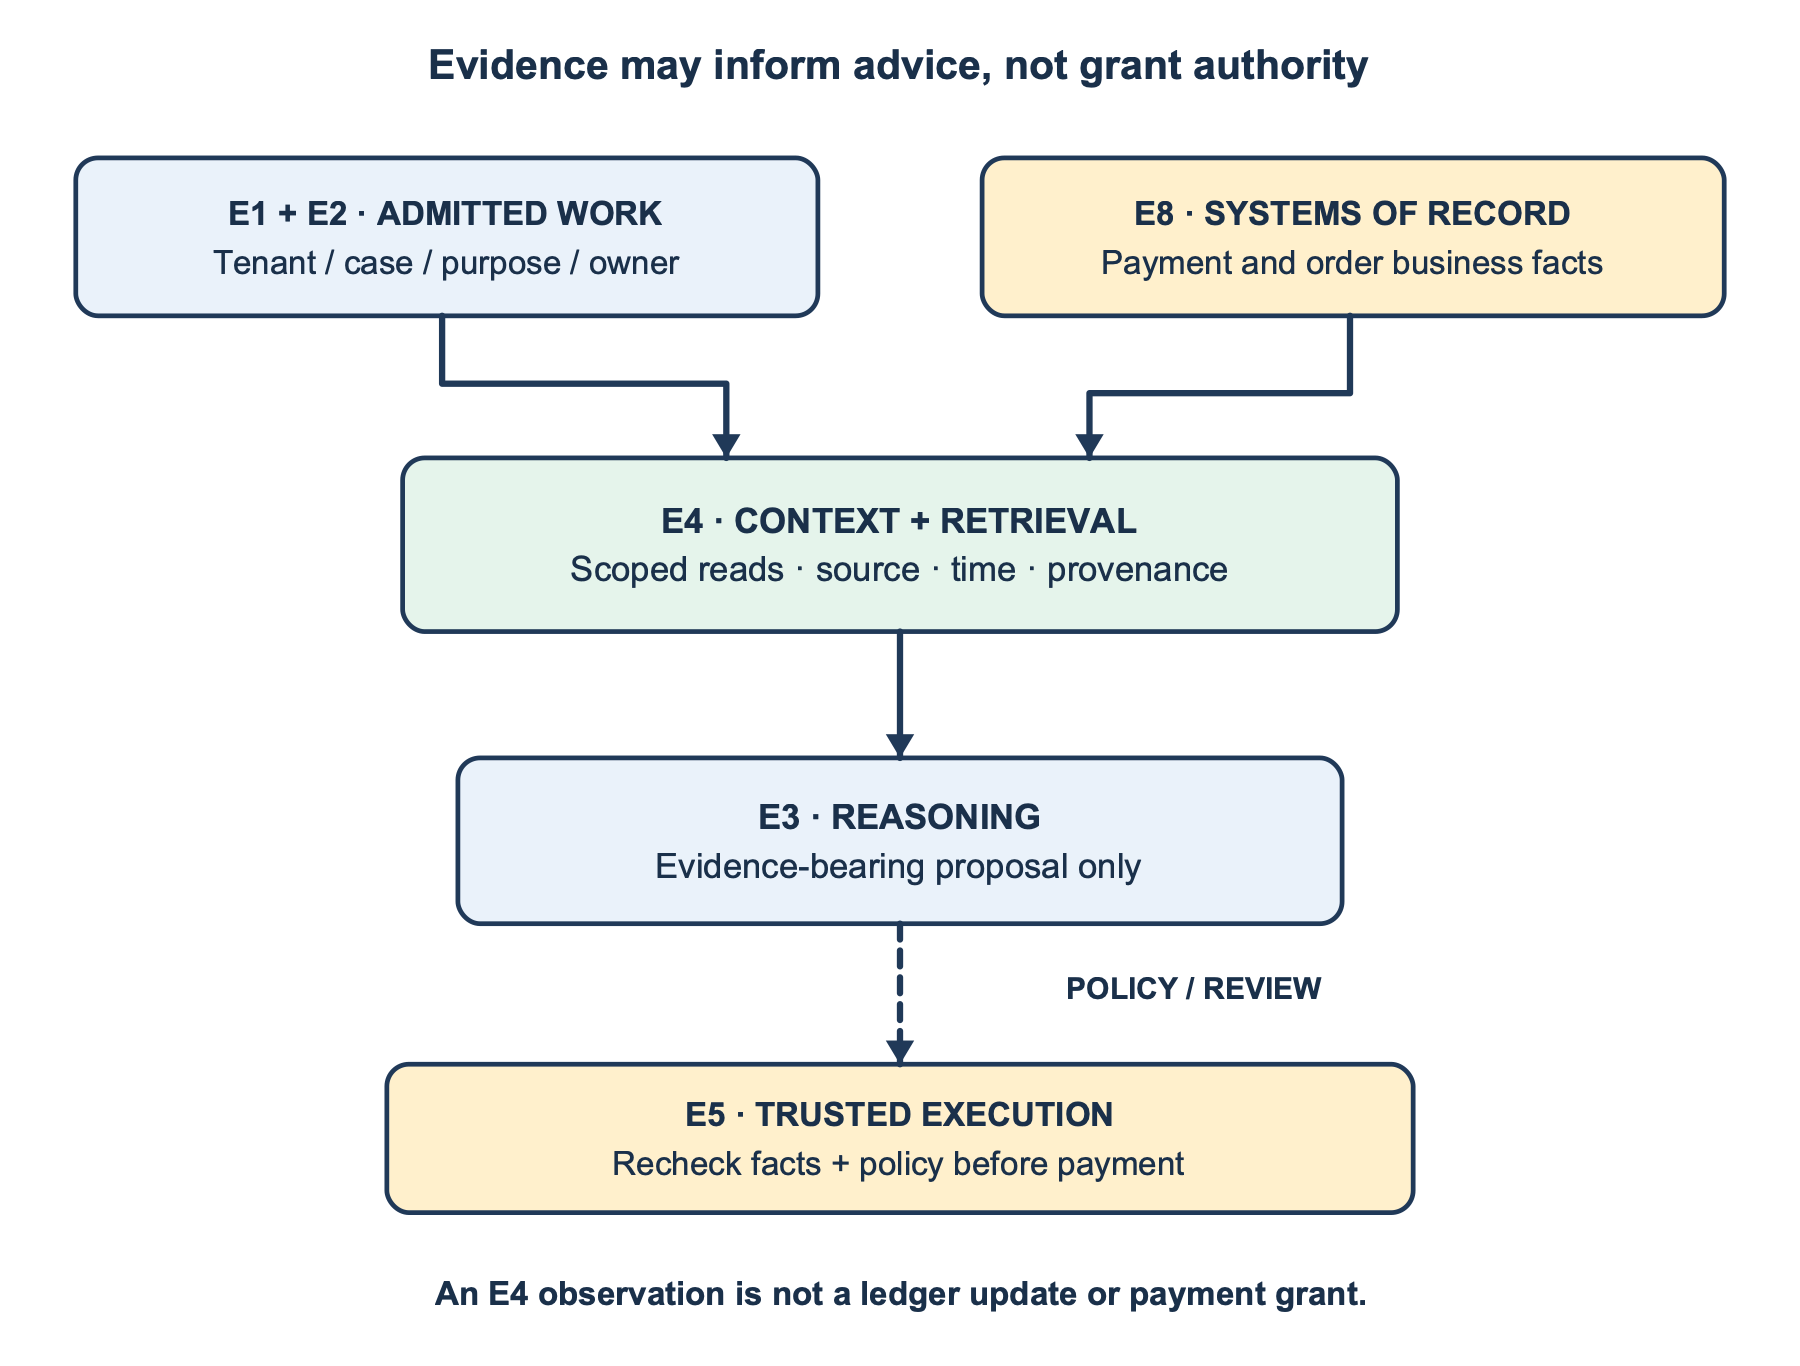 Evidence may inform advice, not grant authority
E1 + E2 · ADMITTED WORK
Tenant / case / purpose / owner
E8 · SYSTEMS OF RECORD
Payment and order business facts
E4 · CONTEXT + RETRIEVAL
Scoped reads · source · time · provenance
E3 · REASONING
Evidence-bearing proposal only
POLICY / REVIEW
E5 · TRUSTED EXECUTION
Recheck facts + policy before payment
An E4 observation is not a ledger update or payment grant.